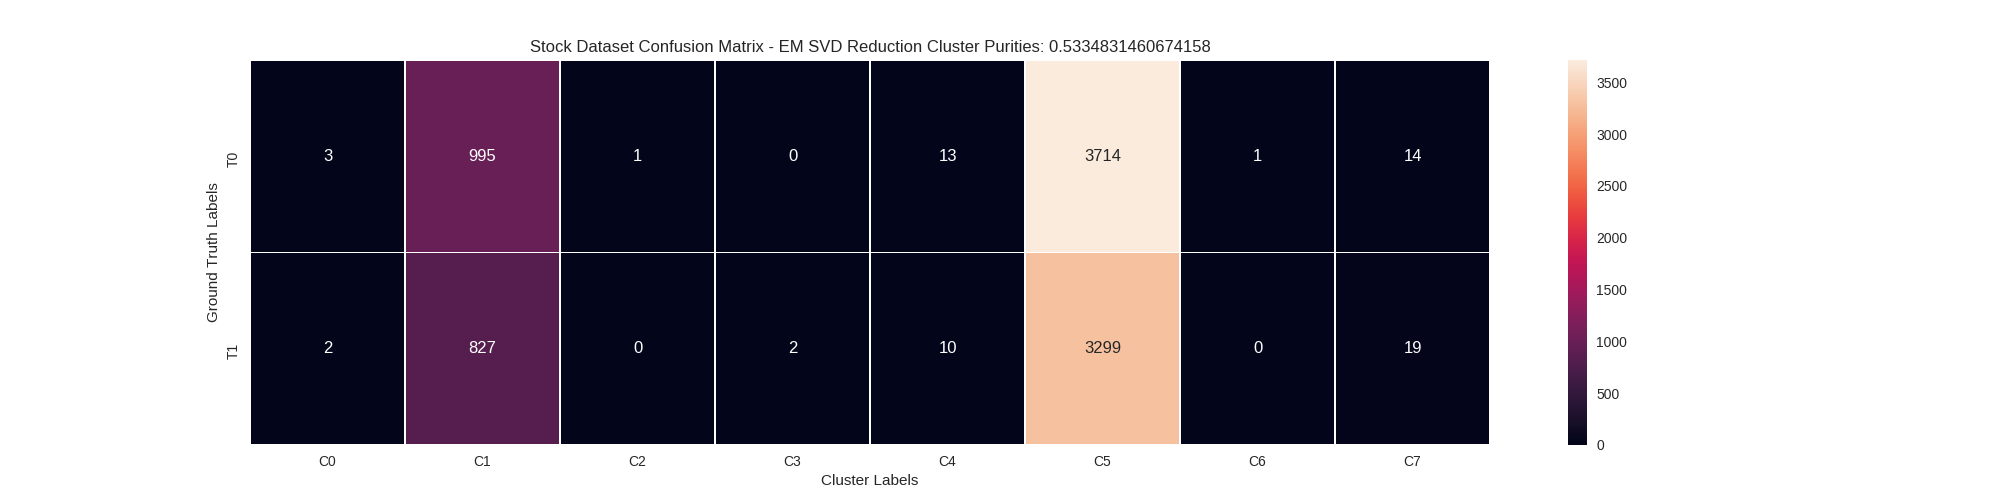 Stock Dataset Confusion Matrix - EM SVD Reduction Cluster Purities: 0.5334831460674158
Ground Truth Labels
T0
3 995 1 0 13 3714 1 14
T1
2 827 0 2 10 3299 0 19
C0 C1 C2 C3 C4 C5 C6 C7
Cluster Labels
3500
3000
2500
2000
1500
1000
500
0